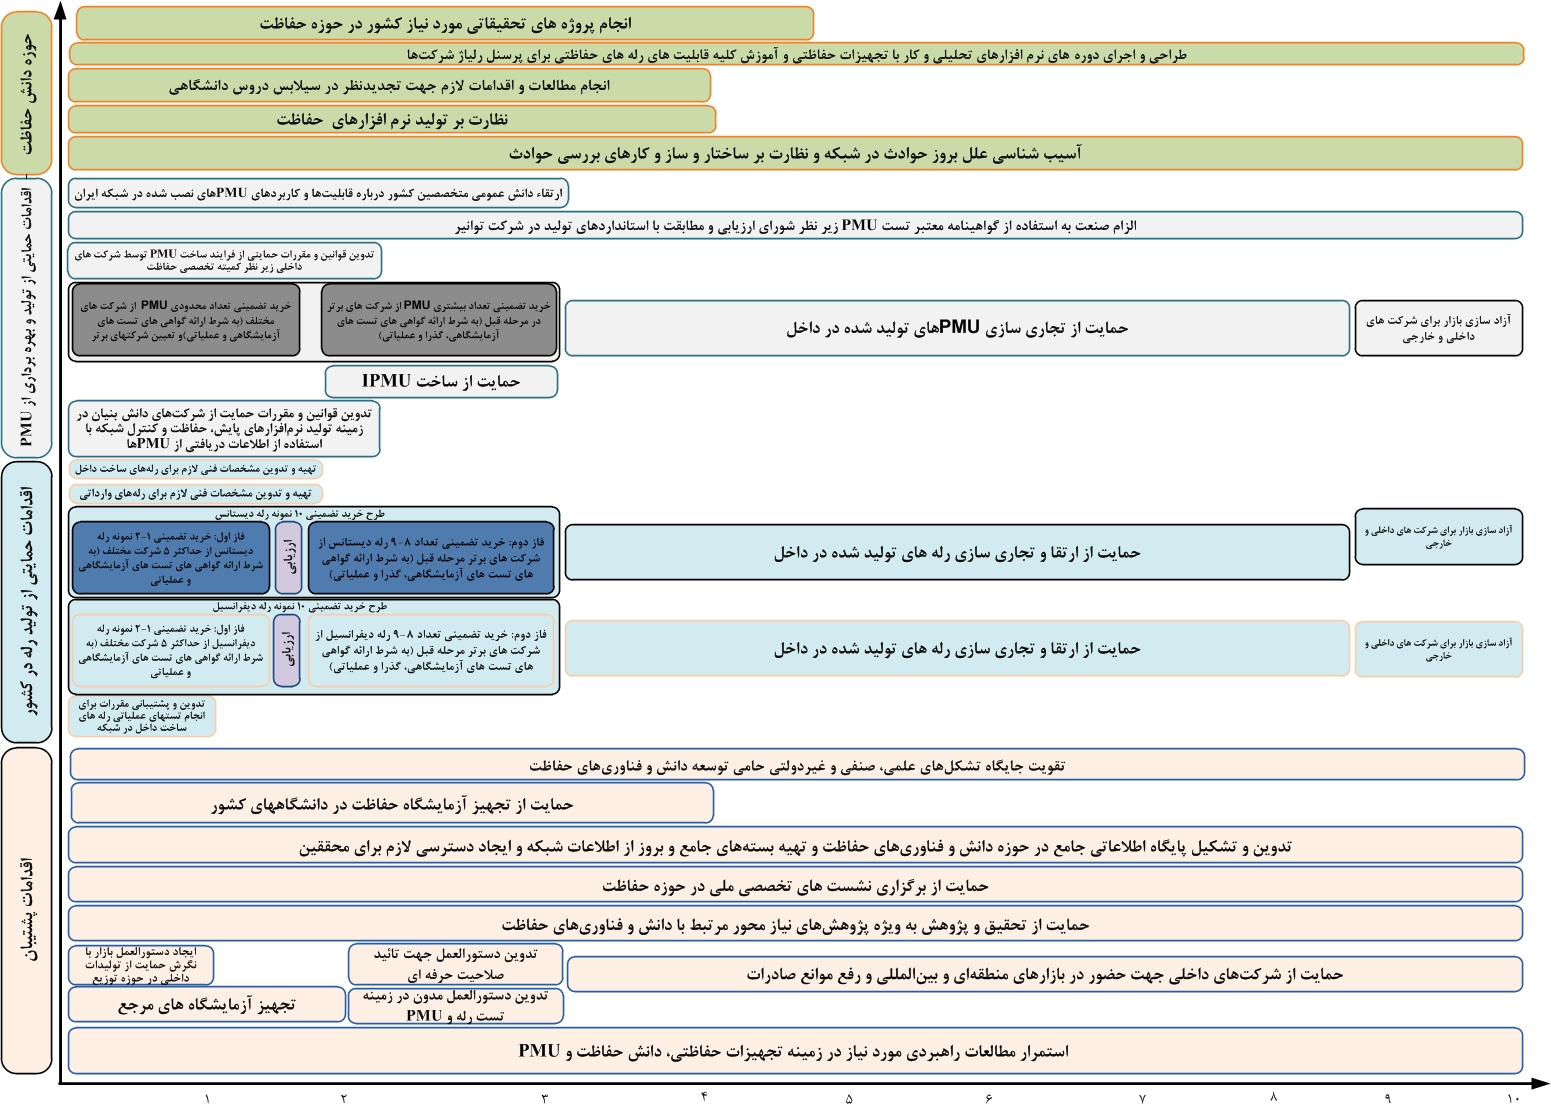 حوزه دانش حفاظت
انجام پروژه های تحقیقاتی مورد نیاز کشور در حوزه حفاظت
طراحی و اجرای دوره های نرم افزارهای تحلیلی و کار با تجهیزات حفاظتی و آموزش کلیه قابلیت های رله های حفاظتی برای پرسنل رلیاژ شرکت‌ها
انجام مطالعات و اقدامات لازم جهت تجدیدنظر در سیلابس دروس دانشگاهی
نظارت بر تولید نرم افزارهای حفاظت
آسیب شناسی علل بروز حوادث در شبکه و نظارت بر ساختار و ساز و کارهای بررسی حوادث
اقدامات حمایتی از تولید و بهره برداری از PMU
ارتقاء دانش عمومی متخصصین کشور درباره قابلیت‌ها و کاربردهای PMUهای نصب شده در شبکه ایران
الزام صنعت به استفاده از گواهینامه معتبر تست PMU زیر نظر شورای ارزیابی و مطابقت با استانداردهای تولید در شرکت توانیر
تدوین قوانین و مقررات حمایتی از فرایند ساخت PMU توسط شرکت های
داخلی زیر نظر کمیته تخصصی حفاظت
خرید تضمینی تعداد محدودی PMU از شرکت های
مختلف (به شرط ارائه گواهی های تست های
آزمایشگاهی و عملیاتی)و تعیین شرکتهای برتر
خرید تضمینی تعداد بیشتری PMU از شرکت های برتر
در مرحله قبل (به شرط ارائه گواهی های تست های
آزمایشگاهی، گذرا و عملیاتی)
حمایت از تجاری سازی PMUهای تولید شده در داخل
آزاد سازی بازار برای شرکت های
داخلی و خارجی
حمایت از ساخت IPMU
تدوین قوانین و مقررات حمایت از شرکت‌های دانش بنیان در
زمینه تولید نرم‌افزارهای پایش، حفاظت و کنترل شبکه با
استفاده از اطلاعات دریافتی از PMUها
اقدامات حمایتی از تولید رله در کشور
تهیه و تدوین مشخصات فنی لازم برای رله‌های ساخت داخل
تهیه و تدوین مشخصات فنی لازم برای رله‌های وارداتی
طرح خرید تضمینی ۱۰ نمونه رله دیستانس
فاز اول: خرید تضمینی ۱-۲ نمونه رله
دیستانس از حداکثر ۵ شرکت مختلف (به
شرط ارائه گواهی های تست های آزمایشگاهی
و عملیاتی
ارزیابی
فاز دوم: خرید تضمینی تعداد ۸-۹ رله دیستانس از
شرکت های برتر مرحله قبل (به شرط ارائه گواهی
های تست های آزمایشگاهی، گذرا و عملیاتی)
حمایت از ارتقا و تجاری سازی رله های تولید شده در داخل
آزاد سازی بازار برای شرکت های داخلی و
خارجی
طرح خرید تضمینی ۱۰ نمونه رله دیفرانسیل
فاز اول: خرید تضمینی ۱-۲ نمونه رله
دیفرانسیل از حداکثر ۵ شرکت مختلف (به
شرط ارائه گواهی های تست های آزمایشگاهی
و عملیاتی
ارزیابی
فاز دوم: خرید تضمینی تعداد ۸-۹ رله دیفرانسیل از
شرکت های برتر مرحله قبل (به شرط ارائه گواهی
های تست های آزمایشگاهی، گذرا و عملیاتی)
حمایت از ارتقا و تجاری سازی رله های تولید شده در داخل
آزاد سازی بازار برای شرکت های داخلی و
خارجی
تدوین و پشتیبانی مقررات برای
انجام تستهای عملیاتی رله های
ساخت داخل در شبکه
اقدامات پشتیبان
تقویت جایگاه تشکل‌های علمی، صنفی و غیردولتی حامی توسعه دانش و فناوری‌های حفاظت
حمایت از تجهیز آزمایشگاه حفاظت در دانشگاههای کشور
تدوین و تشکیل پایگاه اطلاعاتی جامع در حوزه دانش و فناوری‌های حفاظت و تهیه بسته‌های جامع و بروز از اطلاعات شبکه و ایجاد دسترسی لازم برای محققین
حمایت از برگزاری نشست های تخصصی ملی در حوزه حفاظت
حمایت از تحقیق و پژوهش به ویژه پژوهش‌های نیاز محور مرتبط با دانش و فناوری‌های حفاظت
ایجاد دستورالعمل بازار با
نگرش حمایت از تولیدات
داخلی در حوزه توزیع
تدوین دستورالعمل جهت تائید
صلاحیت حرفه ای
حمایت از شرکت‌های داخلی جهت حضور در بازارهای منطقه‌ای و بین‌المللی و رفع موانع صادرات
تجهیز آزمایشگاه های مرجع
تدوین دستورالعمل مدون در زمینه
تست رله و PMU
استمرار مطالعات راهبردی مورد نیاز در زمینه تجهیزات حفاظتی، دانش حفاظت و PMU
۱ ۲ ۳ ۴ ۵ ۶ ۷ ۸ ۹ ۱۰